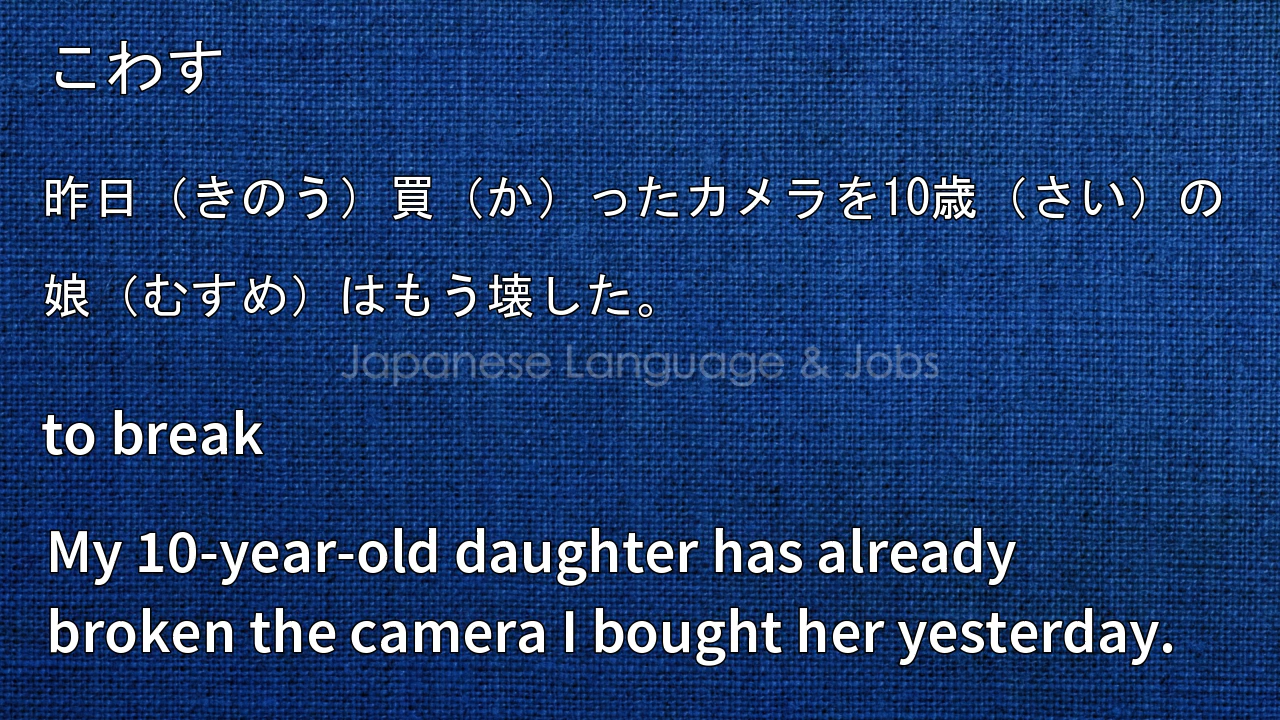 こわす
昨日（きのう）買（か）ったカメラを10歳（さい）の
娘（むすめ）はもう壊した。
Japanese Language & Jobs
to break
My 10-year-old daughter has already
broken the camera I bought her yesterday.